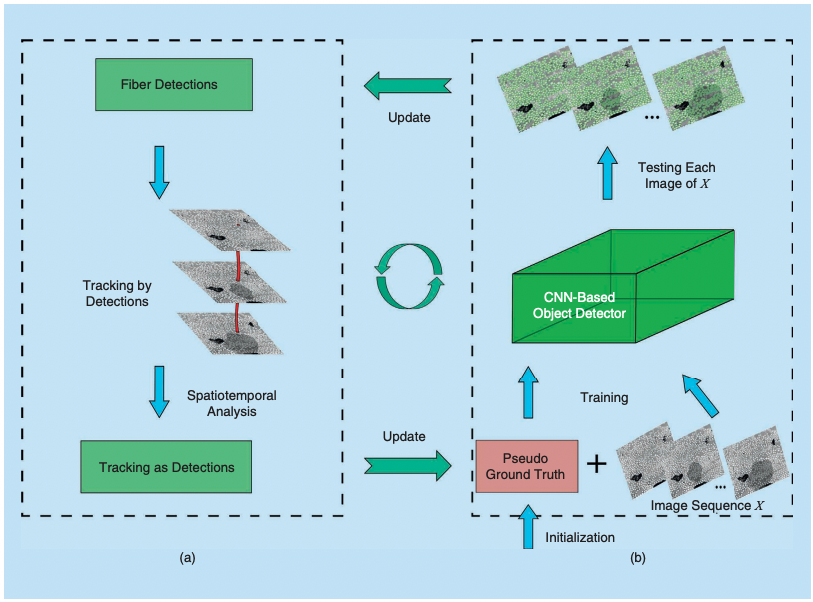 Fiber Detections
Tracking by
Detections
Spatiotemporal
Analysis
Tracking as Detections
(a)
Update
Update
...
Testing Each
Image of X
CNN-Based
Object Detector
Training
Pseudo
Ground Truth
+
...
Image Sequence X
Initialization
(b)